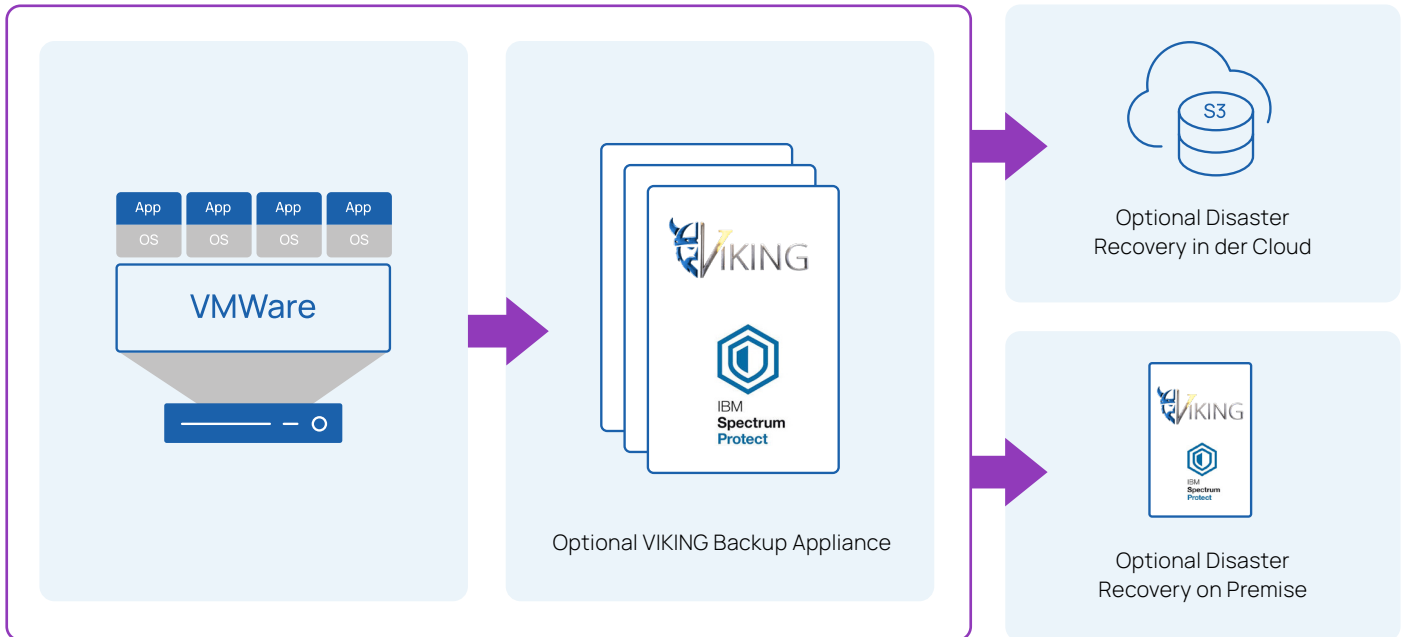 App App App App
OS OS OS OS
VMWare
VIKING
IBM
Spectrum
Protect
Optional VIKING Backup Appliance
S3
Optional Disaster
Recovery in der Cloud
VIKING
IBM
Spectrum
Protect
Optional Disaster
Recovery on Premise